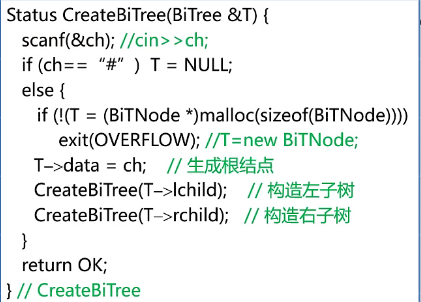 Status CreateBiTree(BiTree &T) {
scanf(&ch); //cin>>ch;
if (ch==“#”) T = NULL;
else {
if (!(T = (BiTNode *)malloc(sizeof(BiTNode))))
exit(OVERFLOW); //T=new BiTNode;
T–>data = ch; // 生成根结点
CreateBiTree(T–>lchild); // 构造左子树
CreateBiTree(T–>rchild); // 构造右子树
}
return OK;
} // CreateBiTree